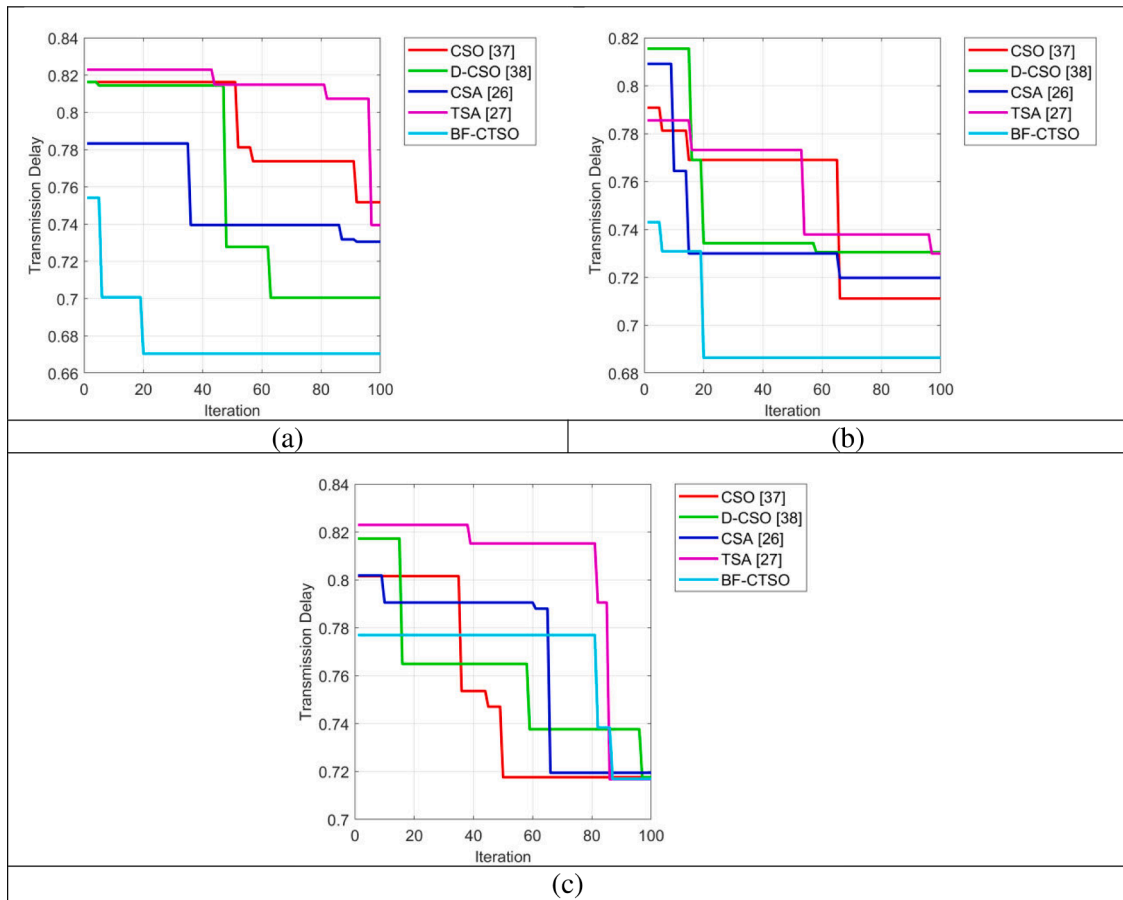 0.84
0.82
0.8
0.78
0.76
0.74
0.72
0.7
0.68
0.66
Transmission Delay
0 20 40 60 80 100
Iteration
CSO [37]
D-CSO [38]
CSA [26]
TSA [27]
BF-CTSO
(a)
0.82
0.8
0.78
0.76
0.74
0.72
0.7
0.68
Transmission Delay
0 20 40 60 80 100
Iteration
CSO [37]
D-CSO [38]
CSA [26]
TSA [27]
BF-CTSO
(b)
0.84
0.82
0.8
0.78
0.76
0.74
0.72
0.7
Transmission Delay
0 20 40 60 80 100
Iteration
CSO [37]
D-CSO [38]
CSA [26]
TSA [27]
BF-CTSO
(c)